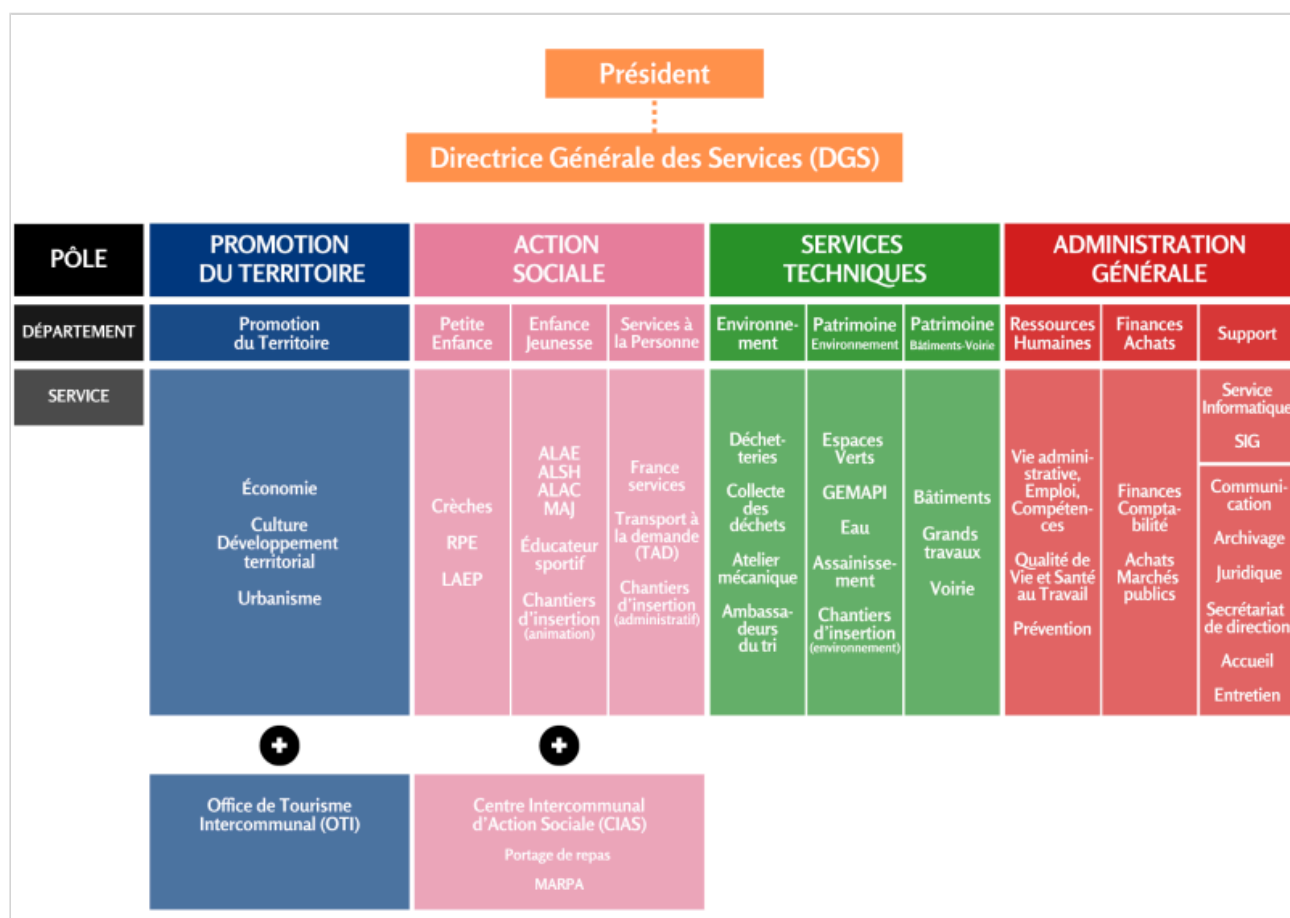 Président
Directrice Générale des Services (DGS)
PÔLE
PROMOTION
DU TERRITOIRE
ACTION
SOCIALE
SERVICES
TECHNIQUES
ADMINISTRATION
GÉNÉRALE
DÉPARTEMENT
Promotion
du Territoire
Petite
Enfance
Enfance
Jeunesse
Services à
la Personne
Environne-
ment
Patrimoine
Environnement
Patrimoine
Bâtiments-Voirie
Ressources
Humaines
Finances
Achats
Support
SERVICE
Économie
Culture
Développement
territorial
Urbanisme
Crèches
RPE
LAEP
ALAE
ALSH
ALAC
MAJ
Éducateur
sportif
Chantiers
d'insertion
(animation)
France
services
Transport à
la demande
(TAD)
Chantiers
d'insertion
(administratif)
Déchet-
teries
Collecte
des
déchets
Atelier
mécanique
Ambassa-
deurs
du tri
Espaces
Verts
GEMAPI
Eau
Assainisse-
ment
Chantiers
d'insertion
(environnement)
Bâtiments
Grands
travaux
Voirie
Vie admini-
strative,
Emploi,
Compéten-
ces
Qualité de
Vie et Santé
au Travail
Prévention
Finances
Compta-
bilité
Achats
Marchés
publics
Service
Informatique
SIG
Communi-
cation
Archivage
Juridique
Secrétariat
de direction
Accueil
Entretien
+
+
Office de Tourisme
Intercommunal (OTI)
Centre Intercommunal
d'Action Sociale (CIAS)
Portage de repas
MARPA